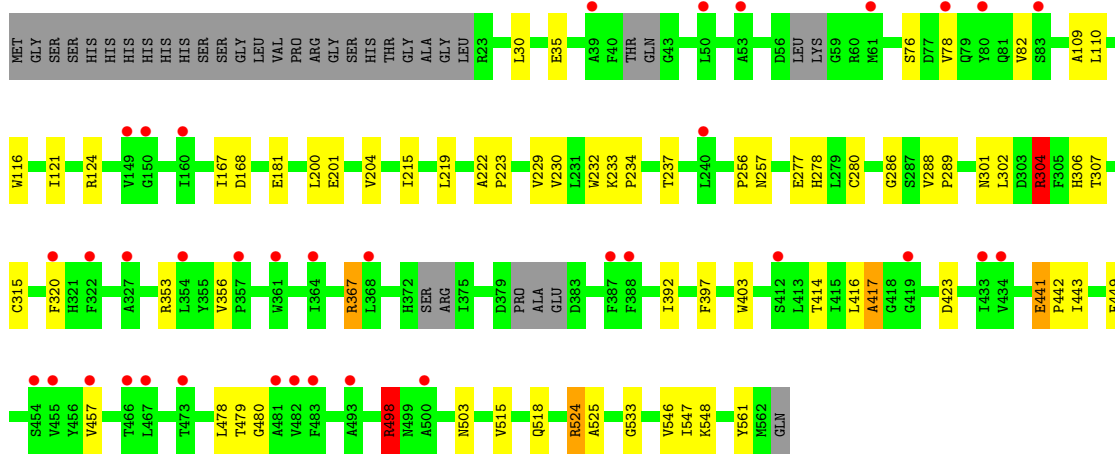 MET GLY SER SER HIS HIS HIS HIS HIS HIS SER SER GLY LEU VAL PRO ARG GLY SER HIS THR GLY ALA GLY LEU R23 L30 E35 A39 F40 THR GLN G43 L50 A53 D56 LEU LYS G59 R60 M61 S76 D77 V78 Q79 Y80 Q81 V82 S83 A109 L110
W116 I121 R124 V149 G150 I160 I167 D168 E181 L200 E201 V204 I215 L219 A222 P223 V229 V230 L231 W232 K233 P234 T237 L240 P256 N257 E277 H278 L279 C280 G286 S287 V288 P289 N301 L302 D303 R304 F305 H306 T307
C315 F320 H321 F322 A327 R353 L354 Y355 V356 P357 W361 I364 R367 L368 H372 SER ARG I375 D379 PRO ALA GLU D383 F387 F388 I392 F397 W403 S412 L413 T414 I415 L416 A417 G418 G419 D423 I433 V434 E441 P442 I443
S454 V455 Y456 V457 T466 L467 T473 L478 T479 G480 A481 V482 F483 A493 R498 N499 A500 N503 V515 Q518 R524 A525 G533 V546 I547 K548 Y561 M562 GLN